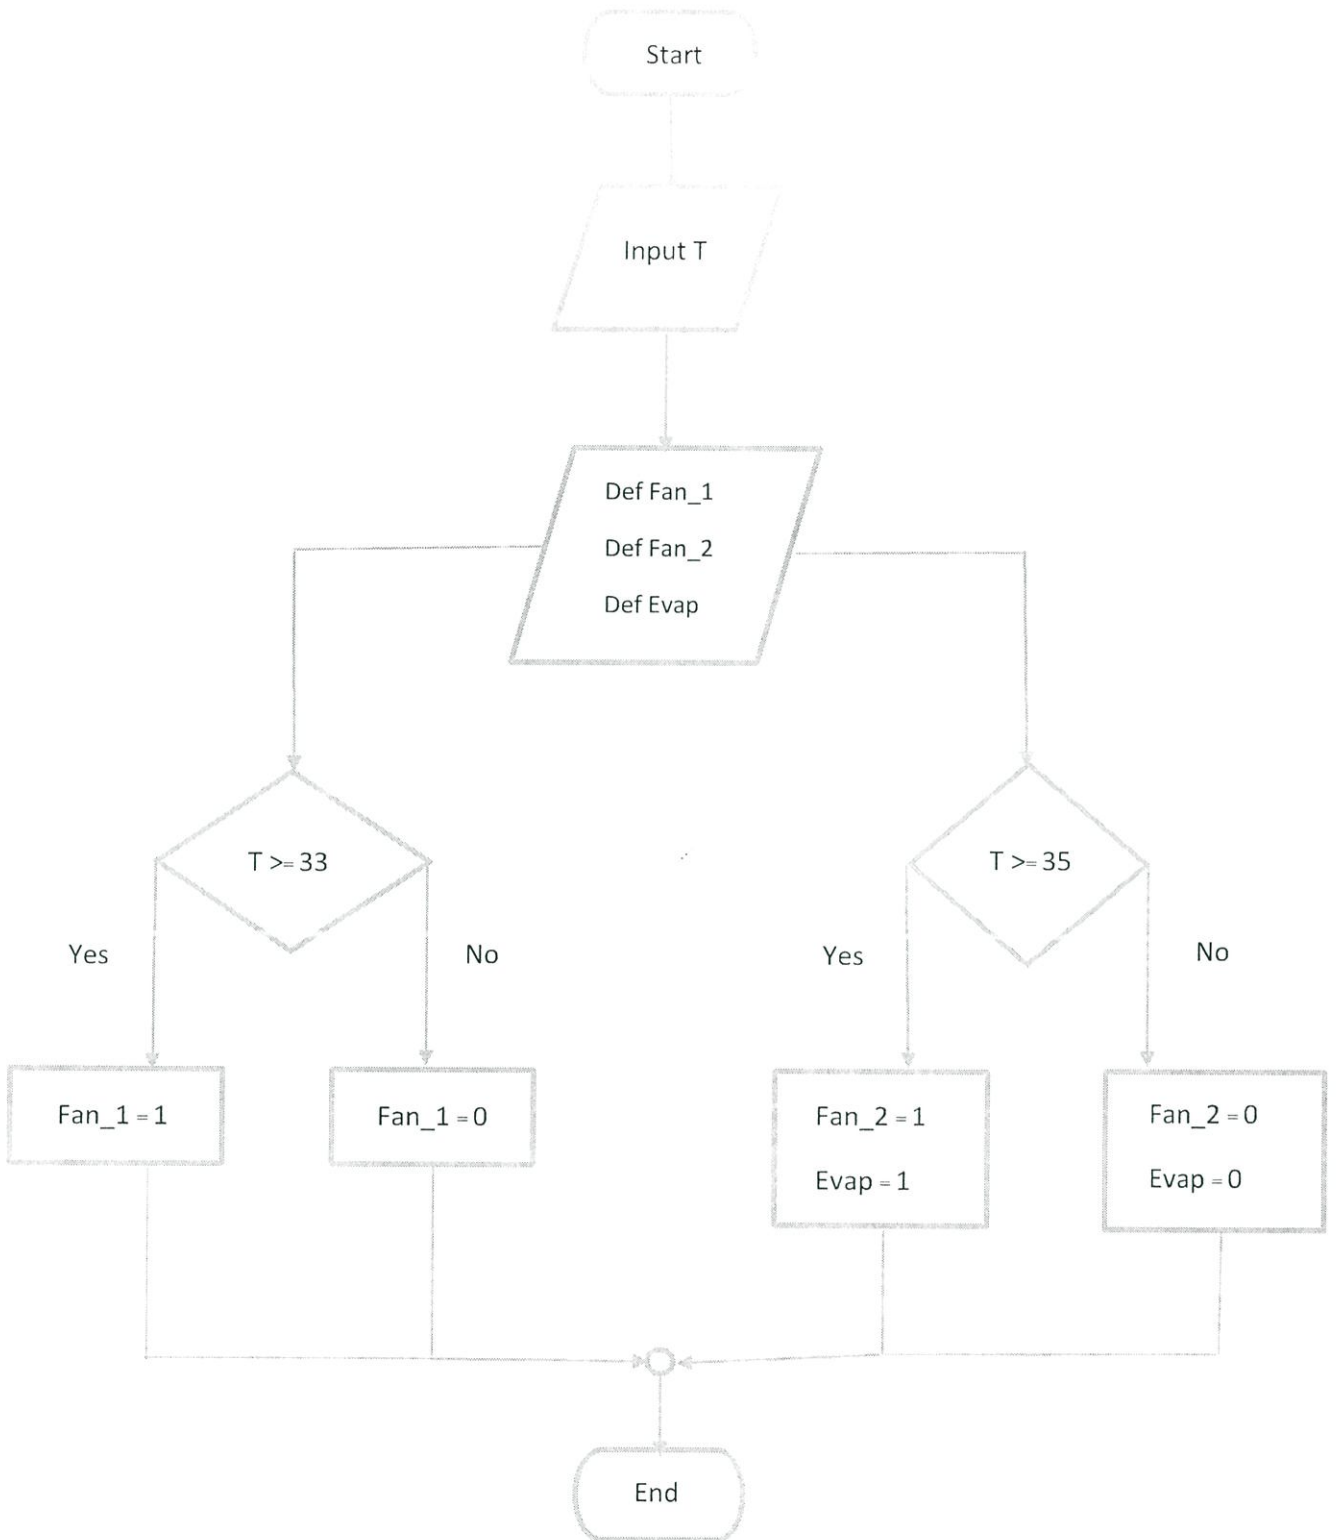 Start
Input T
Def Fan_1
Def Fan_2
Def Evap
T >= 33
T >= 35
Yes
No
Yes
No
Fan_1 = 1
Fan_1 = 0
Fan_2 = 1
Evap = 1
Fan_2 = 0
Evap = 0
End